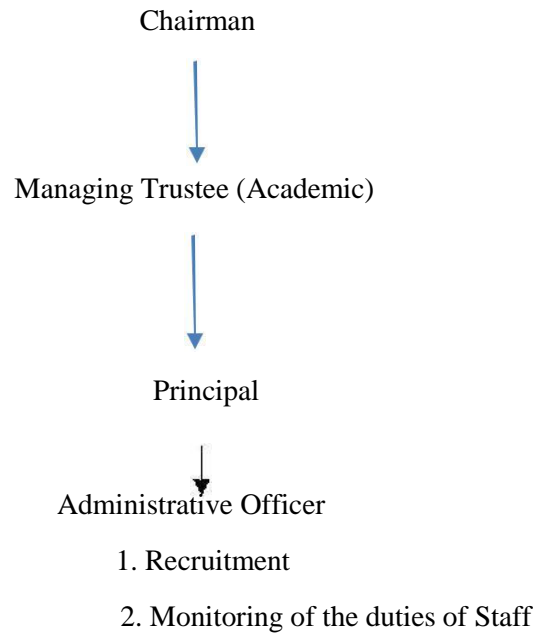 Chairman
Managing Trustee (Academic)
Principal
Administrative Officer
1. Recruitment
2. Monitoring of the duties of Staff